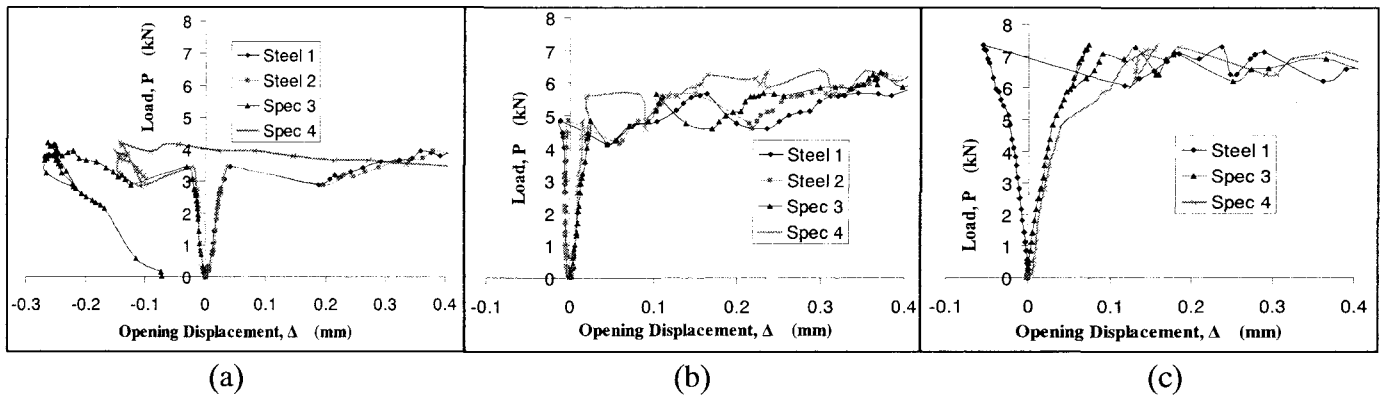 8
7
6
5
4
3
2
1
0
Load, P (kN)
Steel 1
Steel 2
Spec 3
Spec 4
-0.3 -0.2 -0.1 0 0.1 0.2 0.3 0.4
Opening Displacement, Δ (mm)
(a)
8
7
6
5
4
3
2
1
0
Load, P (kN)
Steel 1
Steel 2
Spec 3
Spec 4
-0.1 0 0.1 0.2 0.3 0.4
Opening Displacement, Δ (mm)
(b)
8
7
6
5
4
3
2
1
0
Load, P (kN)
Steel 1
Spec 3
Spec 4
-0.1 0 0.1 0.2 0.3 0.4
Opening Displacement, Δ (mm)
(c)